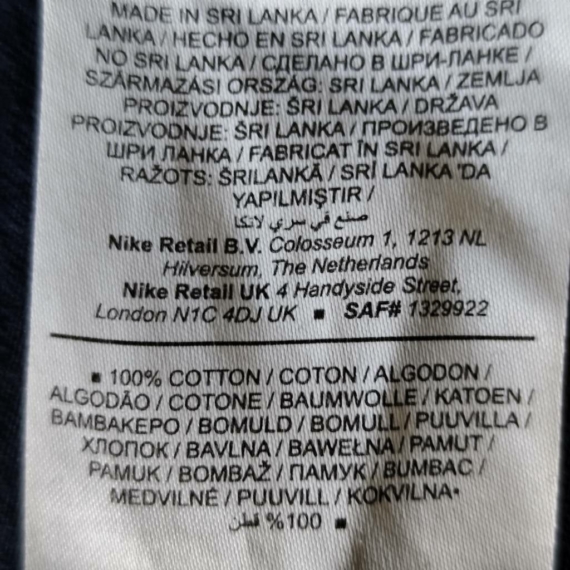 MADE IN SRI LANKA / FABRIQUE AU SRI
LANKA / HECHO EN SRI LANKA / FABRICADO
NO SRI LANKA / СДЕЛАНО В ШРИ-ЛАНКЕ /
SZÁRMAZÁSI ORSZÁG: SRI LANKA / ZEMLJA
PROIZVODNJE: ŠRI LANKA / DRŽAVA
PROIZVODNJE: ŠRI LANKA / ПРОИЗВЕДЕНО В
ШРИ ЛАНКА / FABRICAT ÎN SRI LANKA /
RAŽOTS: ŠRILANKĀ / SRİ LANKA 'DA
YAPILMIŞTIR /
صنع في سري لانكا
Nike Retail B.V. Colosseum 1, 1213 NL
Hilversum, The Netherlands
Nike Retail UK 4 Handyside Street,
London N1C 4DJ UK ▪ SAF# 1329922
▪ 100% COTTON / COTON / ALGODON /
ALGODÃO / COTONE / BAUMWOLLE / KATOEN /
BAMBAKEPO / BOMULD / BOMULL / PUUVILLA /
ХЛОПОК / BAVLNA / BAWEŁNA / PAMUT /
PAMUK / BOMBAŽ / ПАМУК / BUMBAC /
MEDVILNĖ / PUUVILL / KOKVILNA▪
100% قطن ▪